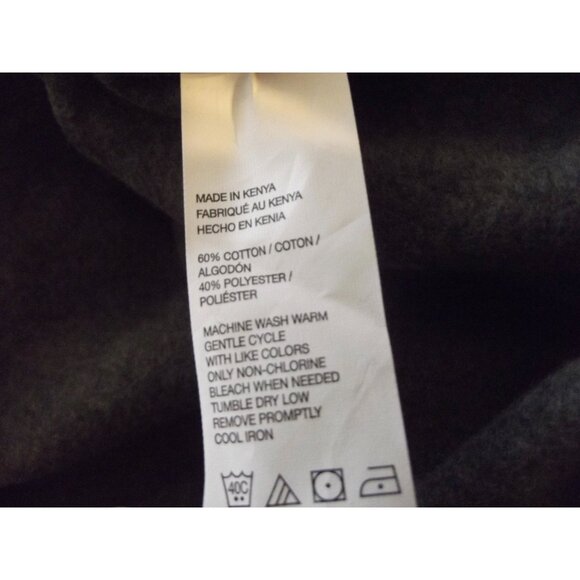 MADE IN KENYA
FABRIQUÉ AU KENYA
HECHO EN KENIA
60% COTTON / COTON /
ALGODÓN
40% POLYESTER /
POLIÉSTER
MACHINE WASH WARM
GENTLE CYCLE
WITH LIKE COLORS
ONLY NON-CHLORINE
BLEACH WHEN NEEDED
TUMBLE DRY LOW
REMOVE PROMPTLY
COOL IRON
40C